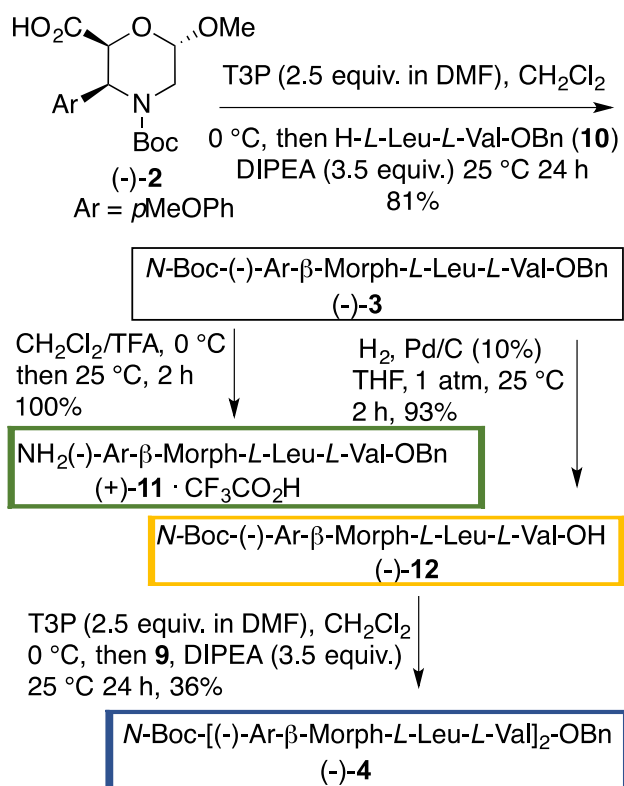 HO2C
O
OMe
Ar
N
Boc
(-)-2
Ar = pMeOPh
T3P (2.5 equiv. in DMF), CH2Cl2
0 °C, then H-L-Leu-L-Val-OBn (10)
DIPEA (3.5 equiv.) 25 °C 24 h
81%
N-Boc-(-)-Ar-β-Morph-L-Leu-L-Val-OBn
(-)-3
CH2Cl2/TFA, 0 °C
then 25 °C, 2 h
100%
H2, Pd/C (10%)
THF, 1 atm, 25 °C
2 h, 93%
NH2(-)-Ar-β-Morph-L-Leu-L-Val-OBn
(+)-11 · CF3CO2H
N-Boc-(-)-Ar-β-Morph-L-Leu-L-Val-OH
(-)-12
T3P (2.5 equiv. in DMF), CH2Cl2
0 °C, then 9, DIPEA (3.5 equiv.)
25 °C 24 h, 36%
N-Boc-[(-)-Ar-β-Morph-L-Leu-L-Val]2-OBn
(-)-4